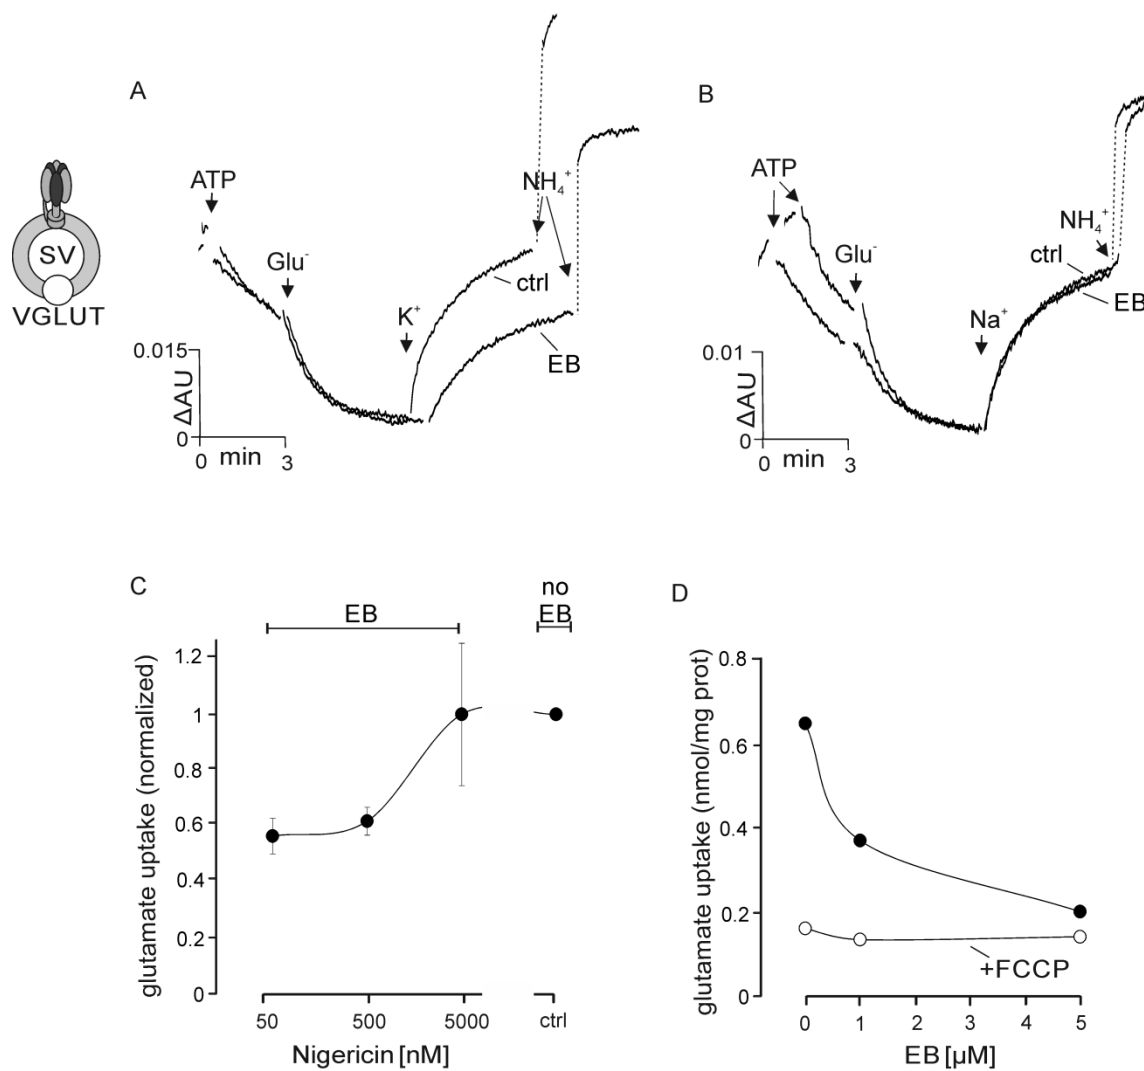 A
ATP
Glu⁻
K⁺
NH₄⁺
ctrl
EB
SV
VGLUT
0.015
ΔAU
0
0 min 3
B
ATP
Glu⁻
Na⁺
NH₄⁺
ctrl
EB
0.01
ΔAU
0
0 min 3
C
EB
no
EB
glutamate uptake (normalized)
1.2
1
0.8
0.6
0.4
0.2
0
50 500 5000 ctrl
Nigericin [nM]
D
glutamate uptake (nmol/mg prot)
0.8
0.6
0.4
0.2
0
+FCCP
0 1 2 3 4 5
EB [µM]